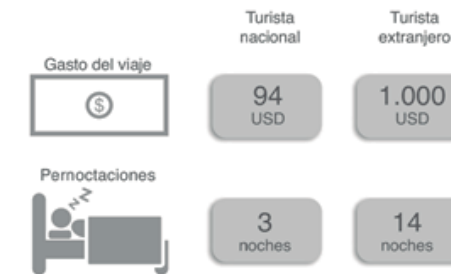 Turista
nacional
Turista
extranjero
Gasto del viaje
$
94
USD
1.000
USD
Pernoctaciones
z z z
3
noches
14
noches